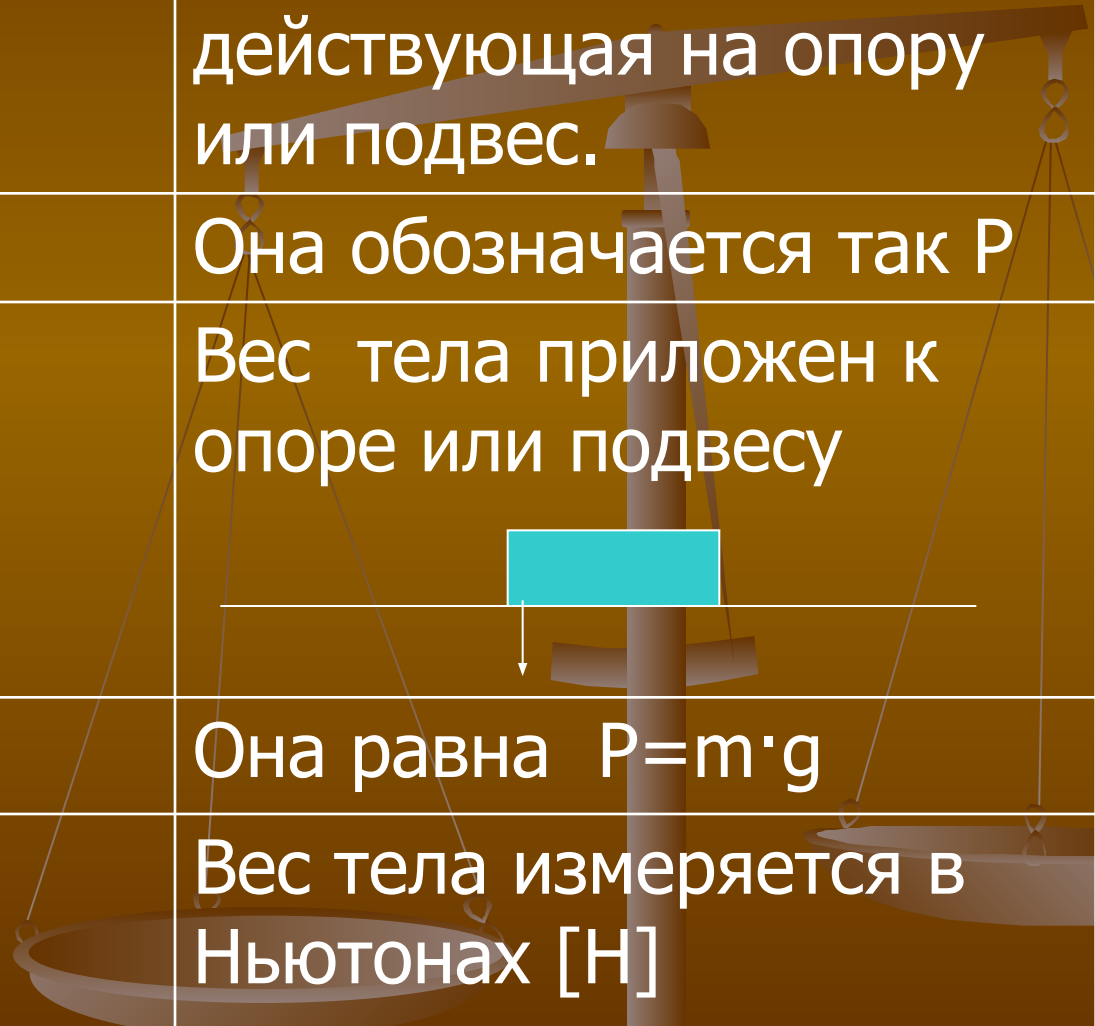 действующая на опору
или подвес.
Она обозначается так Р
Вес тела приложен к
опоре или подвесу
Она равна P=m·g
Вес тела измеряется в
Ньютонах [Н]